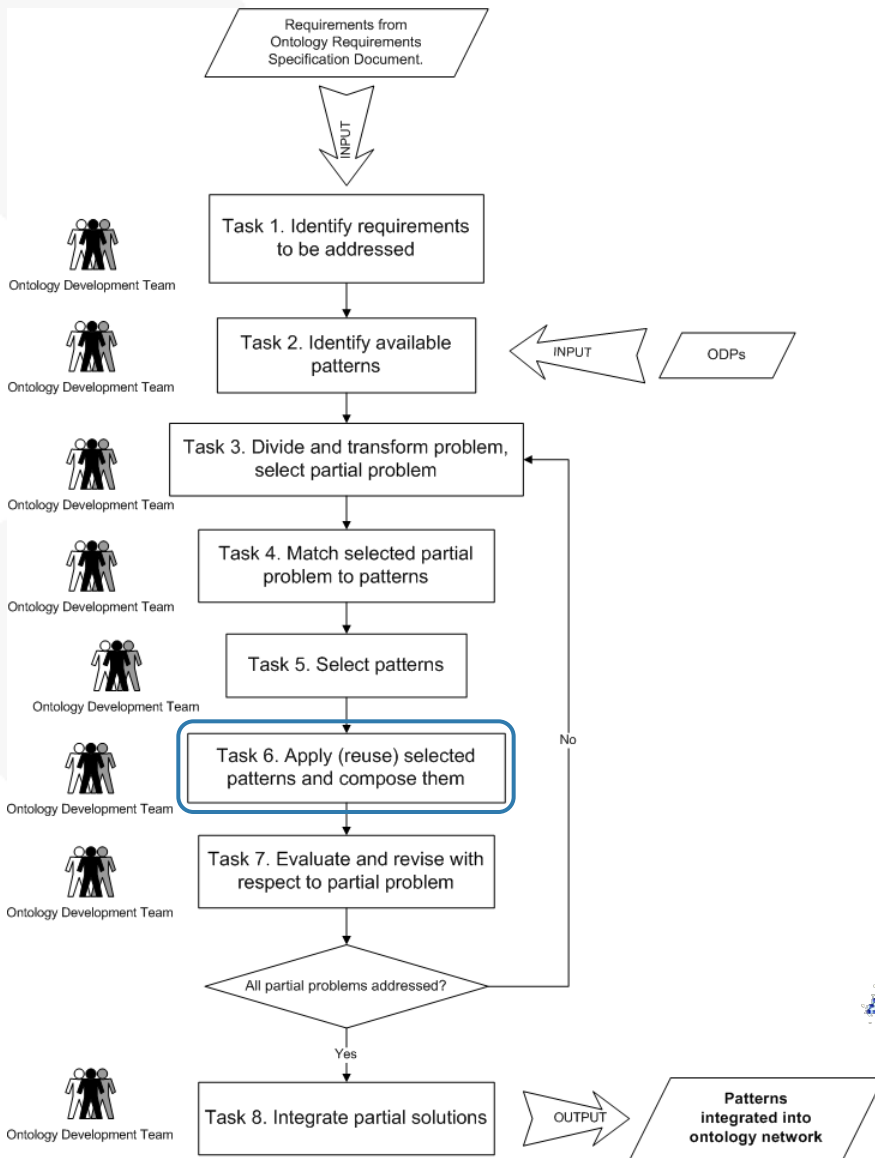 Requirements from
Ontology Requirements
Specification Document.
INPUT
Task 1. Identify requirements
to be addressed
Ontology Development Team
Task 2. Identify available
patterns
INPUT
ODPs
Ontology Development Team
Task 3. Divide and transform problem,
select partial problem
Ontology Development Team
Task 4. Match selected partial
problem to patterns
Ontology Development Team
Task 5. Select patterns
Ontology Development Team
No
Task 6. Apply (reuse) selected
patterns and compose them
Ontology Development Team
Task 7. Evaluate and revise with
respect to partial problem
Ontology Development Team
All partial problems addressed?
Yes
Task 8. Integrate partial solutions
OUTPUT
Patterns
integrated into
ontology network
Ontology Development Team